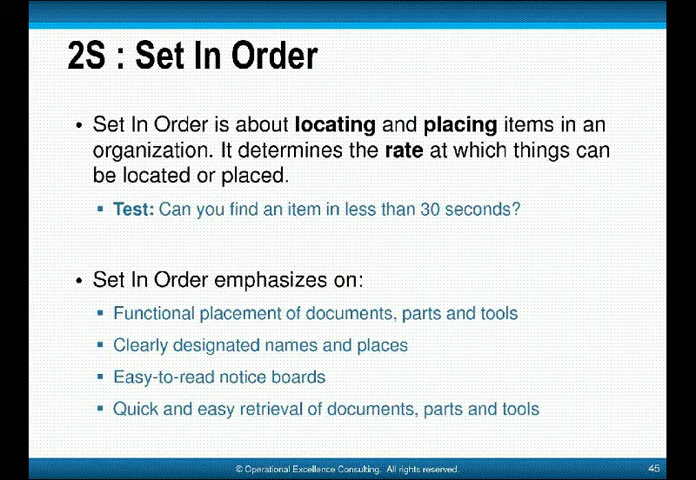 2S : Set In Order
• Set In Order is about locating and placing items in an
organization. It determines the rate at which things can
be located or placed.
▪ Test: Can you find an item in less than 30 seconds?
• Set In Order emphasizes on:
▪ Functional placement of documents, parts and tools
▪ Clearly designated names and places
▪ Easy-to-read notice boards
▪ Quick and easy retrieval of documents, parts and tools
© Operational Excellence Consulting. All rights reserved.
45